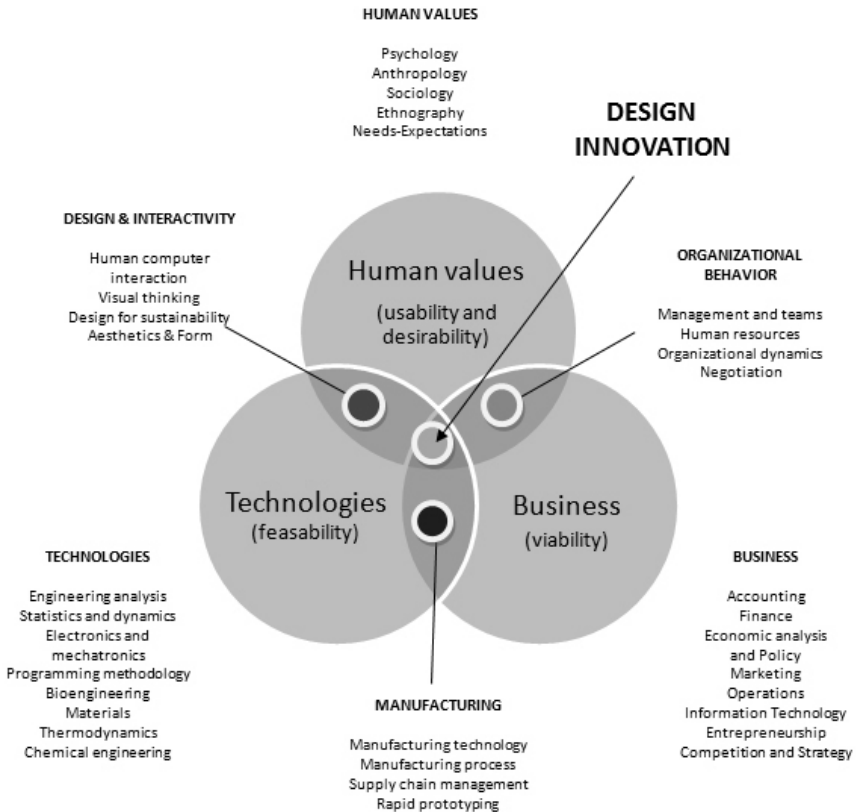 HUMAN VALUES
Psychology
Anthropology
Sociology
Ethnography
Needs-Expectations
DESIGN
INNOVATION
DESIGN & INTERACTIVITY
Human computer
interaction
Visual thinking
Design for sustainability
Aesthetics & Form
Human values
(usability and
desirability)
ORGANIZATIONAL
BEHAVIOR
Management and teams
Human resources
Organizational dynamics
Negotiation
Technologies
(feasability)
Business
(viability)
TECHNOLOGIES
Engineering analysis
Statistics and dynamics
Electronics and
mechatronics
Programming methodology
Bioengineering
Materials
Thermodynamics
Chemical engineering
MANUFACTURING
Manufacturing technology
Manufacturing process
Supply chain management
Rapid prototyping
BUSINESS
Accounting
Finance
Economic analysis
and Policy
Marketing
Operations
Information Technology
Entrepreneurship
Competition and Strategy